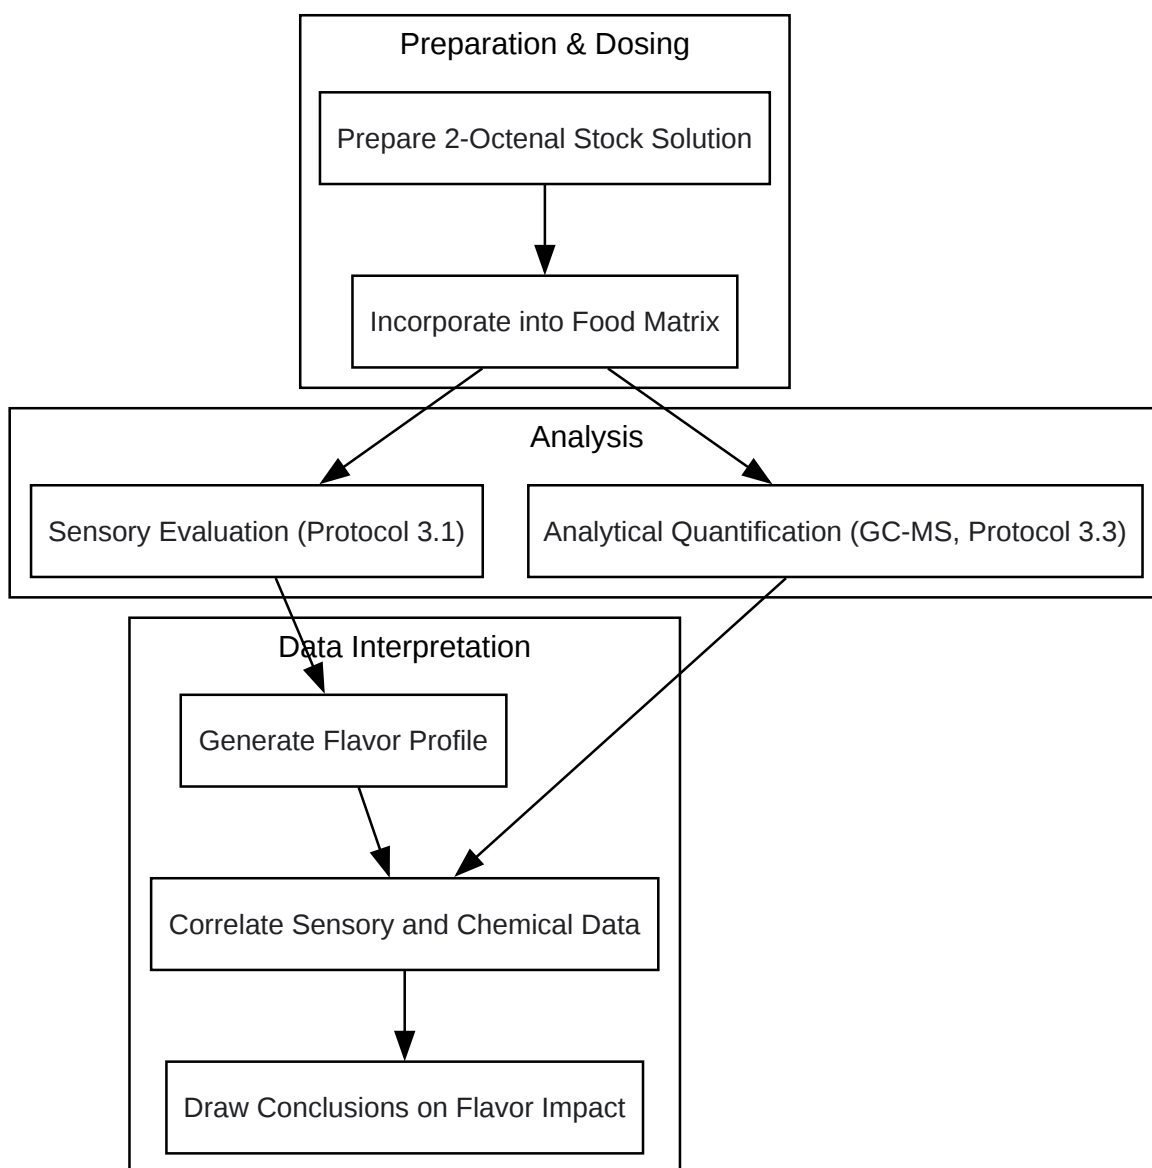 Preparation & Dosing
Prepare 2-Octenal Stock Solution
Incorporate into Food Matrix
Analysis
Sensory Evaluation (Protocol 3.1)
Analytical Quantification (GC-MS, Protocol 3.3)
Data Interpretation
Generate Flavor Profile
Correlate Sensory and Chemical Data
Draw Conclusions on Flavor Impact